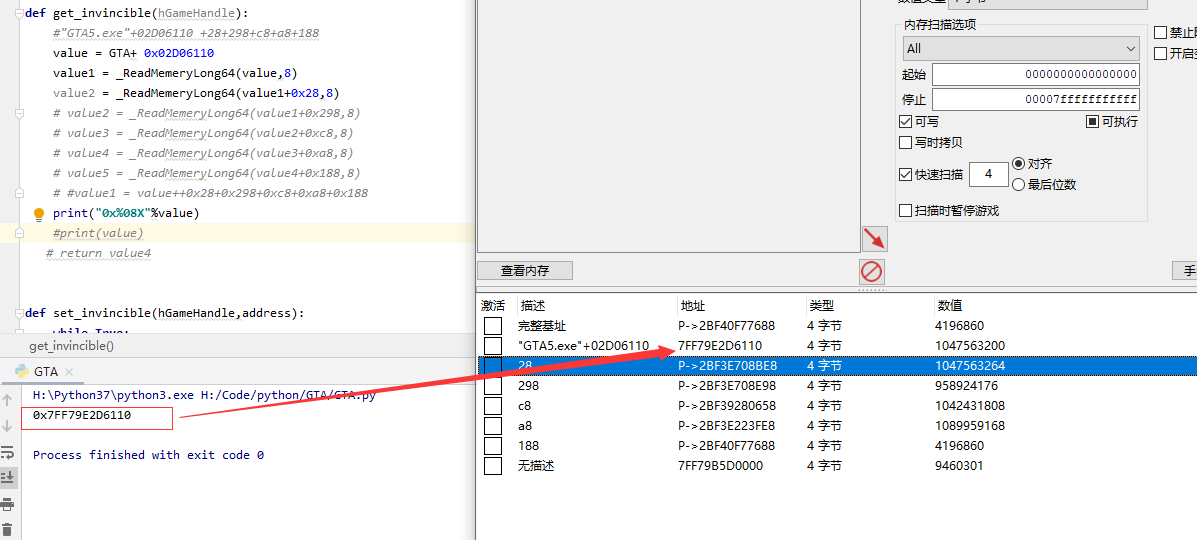 def get_invincible(hGameHandle):
#"GTA5.exe"+02D06110 +28+298+c8+a8+188
value = GTA+ 0x02D06110
value1 = _ReadMemeryLong64(value,8)
value2 = _ReadMemeryLong64(value1+0x28,8)
# value2 = _ReadMemeryLong64(value1+0x298,8)
# value3 = _ReadMemeryLong64(value2+0xc8,8)
# value4 = _ReadMemeryLong64(value3+0xa8,8)
# value5 = _ReadMemeryLong64(value4+0x188,8)
# #value1 = value++0x28+0x298+0xc8+0xa8+0x188
print("0x%08X"%value)
#print(value)
# return value4
def set_invincible(hGameHandle,address):
while True:
get_invincible()
GTA ×
H:\Python37\python3.exe H:/Code/python/GTA/GTA.py
0x7FF79E2D6110
Process finished with exit code 0
内存扫描选项
All
起始 0000000000000000
停止 00007fffffffffff
可写 可执行
写时拷贝
快速扫描 4 对齐
最后位数
扫描时暂停游戏
禁止
开启
查看内存
手
激活 描述 地址 类型 数值
完整基址 P->2BF40F77688 4 字节 4196860
"GTA5.exe"+02D06110 7FF79E2D6110 4 字节 1047563200
28 P->2BF3E708BE8 4 字节 1047563264
298 P->2BF3E708E98 4 字节 958924176
c8 P->2BF39280658 4 字节 1042431808
a8 P->2BF3E223FE8 4 字节 1089959168
188 P->2BF40F77688 4 字节 4196860
无描述 7FF79B5D0000 4 字节 9460301